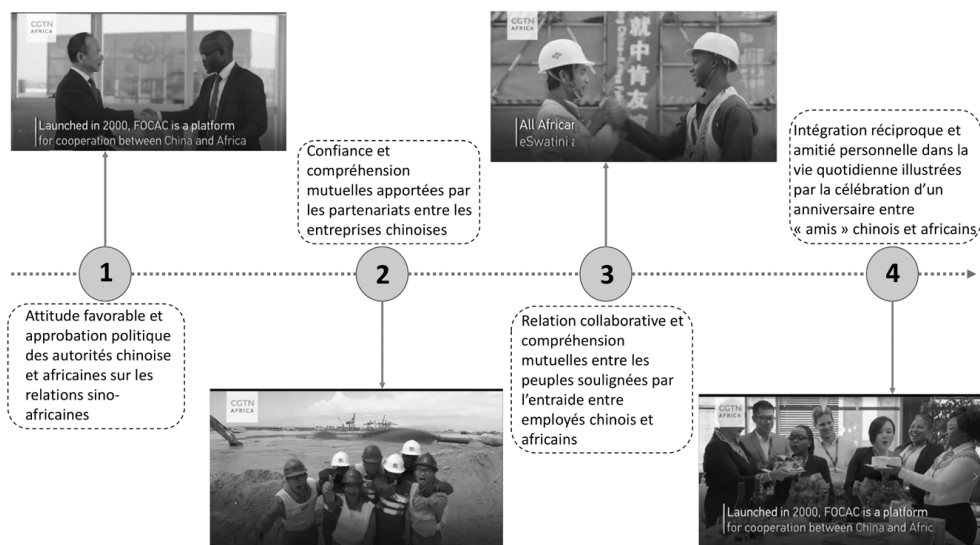 CGTN
AFRICA
Launched in 2000, FOCAC is a platform
for cooperation between China and Africa
1
Attitude favorable et
approbation politique
des autorités chinoise
et africaines sur les
relations sino-
africaines
Confiance et
compréhension
mutuelles apportées par
les partenariats entre les
entreprises chinoises
2
CGTN
AFRICA
CGTN
AFRICA
就中肯友
All African
eSwatini a
3
Relation collaborative et
compréhension
mutuelles entre les
peuples soulignées par
l’entraide entre
employés chinois et
africains
Intégration réciproque et
amitié personnelle dans la
vie quotidienne illustrées
par la célébration d’un
anniversaire entre
« amis » chinois et africains
4
CGTN
AFRICA
Launched in 2000, FOCAC is a platform
for cooperation between China and Afric